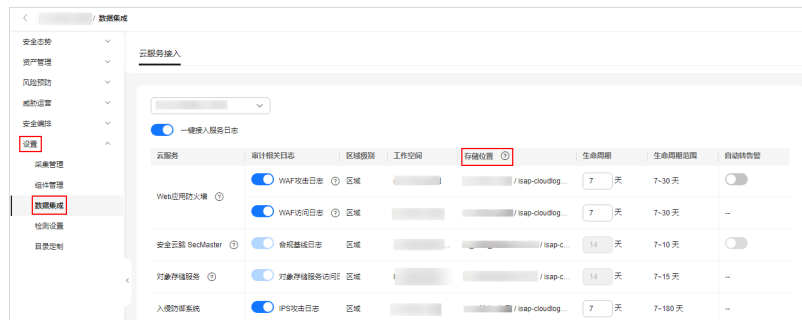 / 数据集成
安全态势
资产管理
风险预防
威胁运营
安全编排
设置
采集管理
组件管理
数据集成
检测设置
目录定制
云服务接入
一键接入服务日志
云服务 审计相关日志 区域级别 工作空间 存储位置 生命周期 生命周期范围 自动转告警
Web应用防火墙 WAF攻击日志 区域 / isap-cloudlog... 7 天 7~30 天
WAF访问日志 区域 / isap-cloudlog... 7 天 7~30 天 --
安全云脑 SecMaster 合规基线日志 区域 / isap-c... 14 天 7~10 天
对象存储服务 对象存储服务访问日 区域 / isap-c... 14 天 7~15 天 --
入侵防御系统 IPS攻击日志 区域 / isap-cloudlog... 7 天 7~180 天 --